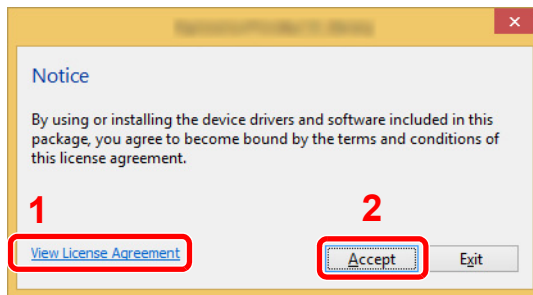 Notice
By using or installing the device drivers and software included in this
package, you agree to become bound by the terms and conditions of
this license agreement.
1
2
View License Agreement
Accept
Exit